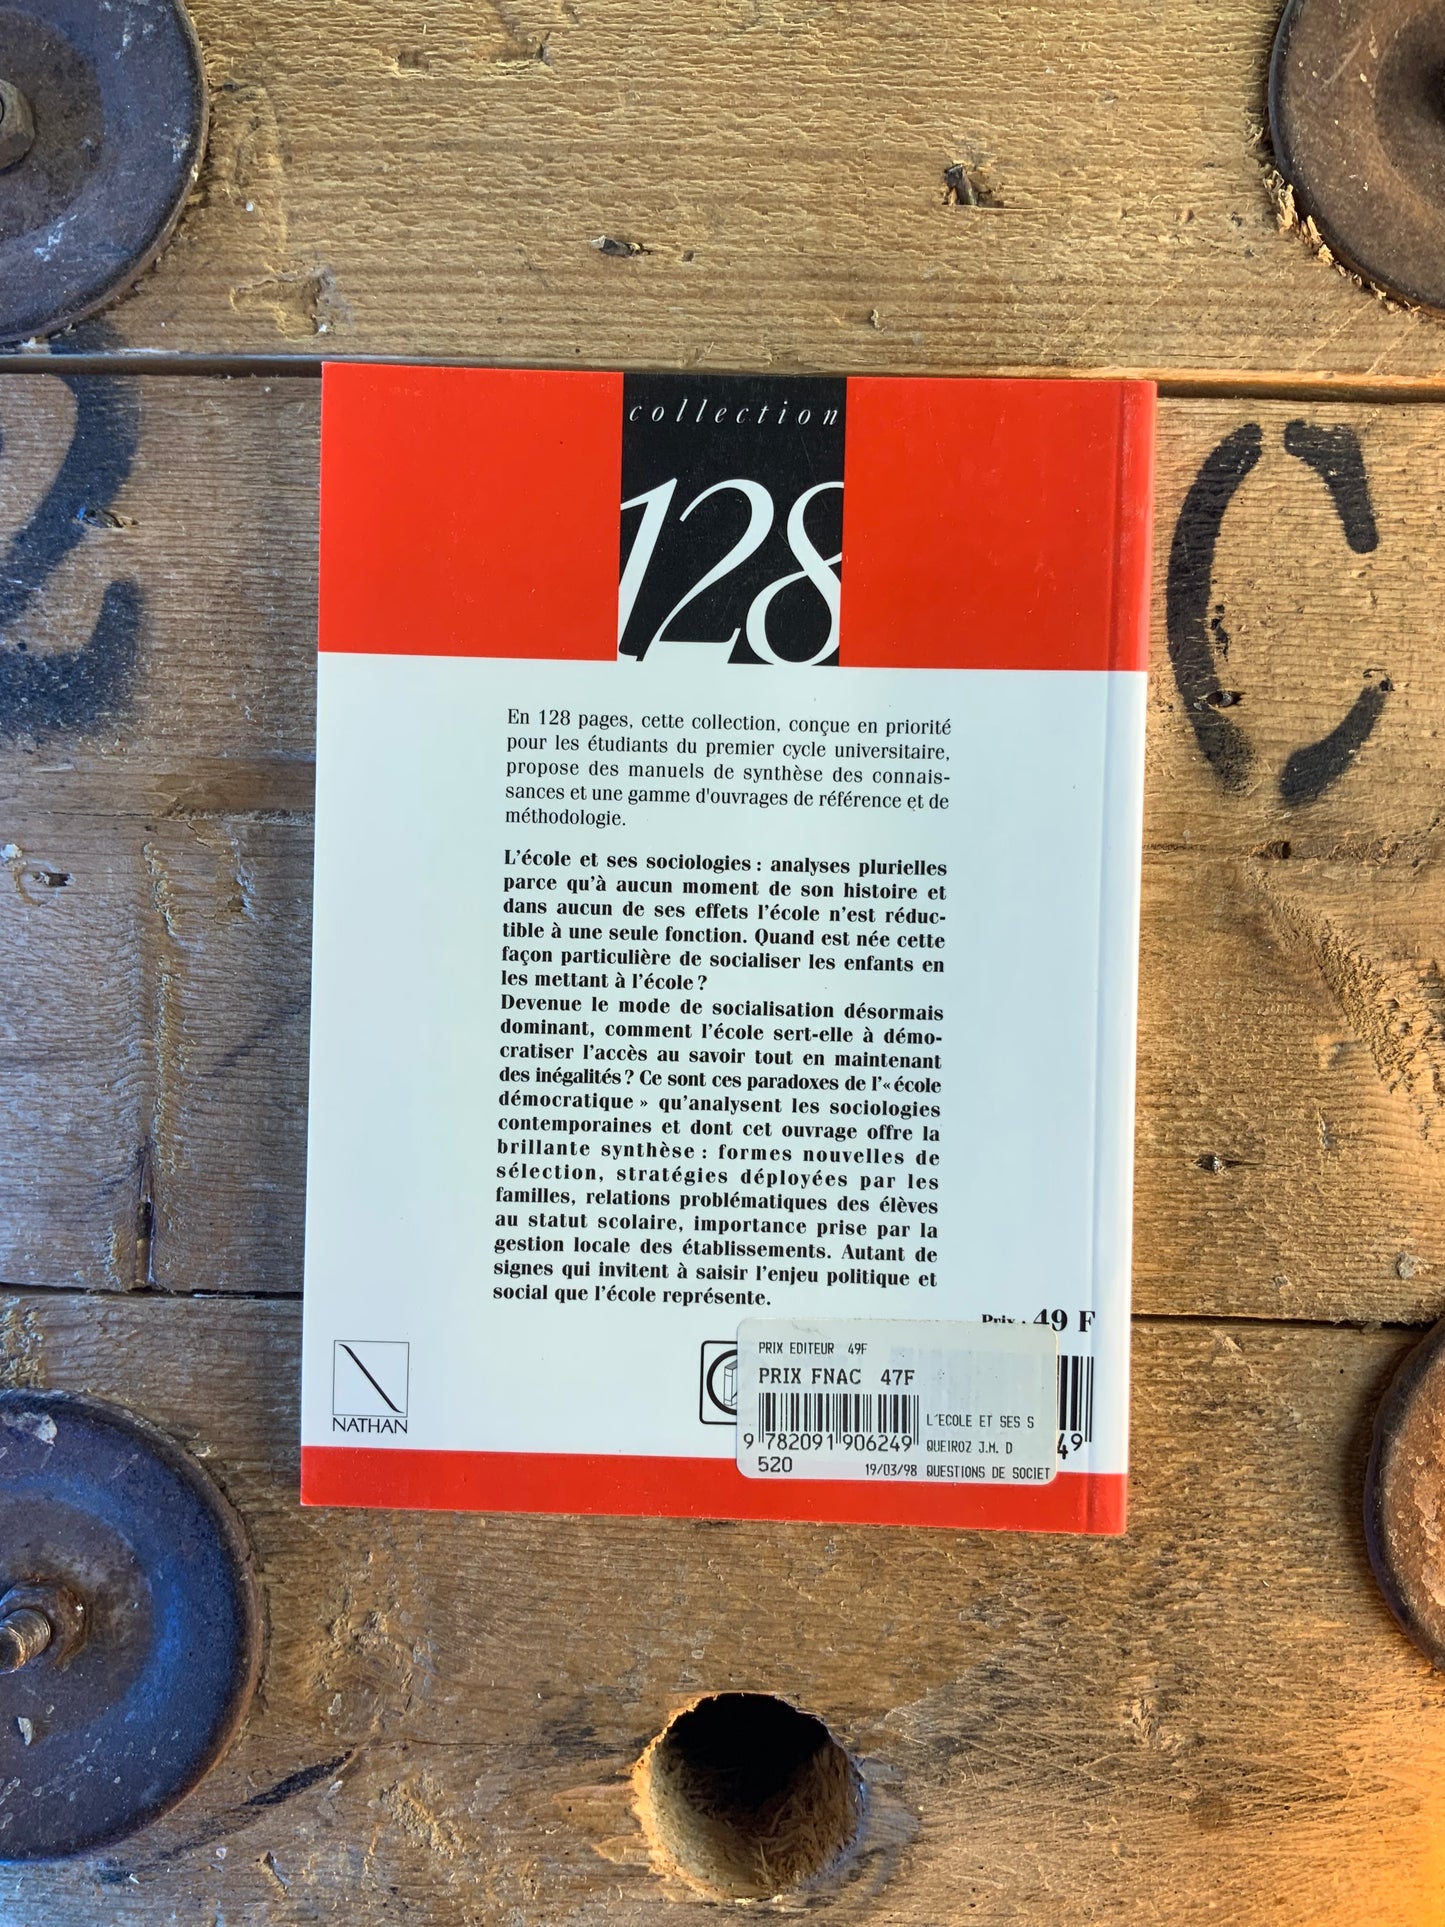 collection
128
En 128 pages, cette collection, conçue en priorité
pour les étudiants du premier cycle universitaire,
propose des manuels de synthèse des connais-
sances et une gamme d'ouvrages de référence et de
méthodologie.
L'école et ses sociologies : analyses plurielles
parce qu'à aucun moment de son histoire et
dans aucun de ses effets l'école n'est réduc-
tible à une seule fonction. Quand est née cette
façon particulière de socialiser les enfants en
les mettant à l'école ?
Devenue le mode de socialisation désormais
dominant, comment l'école sert-elle à démo-
cratiser l'accès au savoir tout en maintenant
des inégalités ? Ce sont ces paradoxes de l'« école
démocratique » qu'analysent les sociologies
contemporaines et dont cet ouvrage offre la
brillante synthèse : formes nouvelles de
sélection, stratégies déployées par les
familles, relations problématiques des élèves
au statut scolaire, importance prise par la
gestion locale des établissements. Autant de
signes qui invitent à saisir l'enjeu politique et
social que l'école représente.
Prix : 49 F
NATHAN
PRIX EDITEUR 49F
PRIX FNAC 47F
L'ECOLE ET SES S
9 782091 906249 QUEIROZ J.M. D
520 19/03/98 QUESTIONS DE SOCIET
49
C